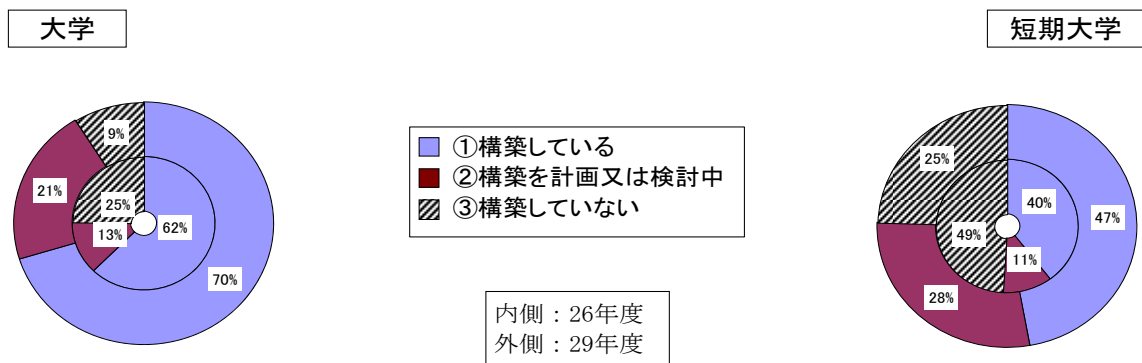 大学
短期大学
9%
21%
25%
13%
62%
70%
①構築している
②構築を計画又は検討中
③構築していない
25%
40%
47%
49%
11%
28%
内側：26年度
外側：29年度